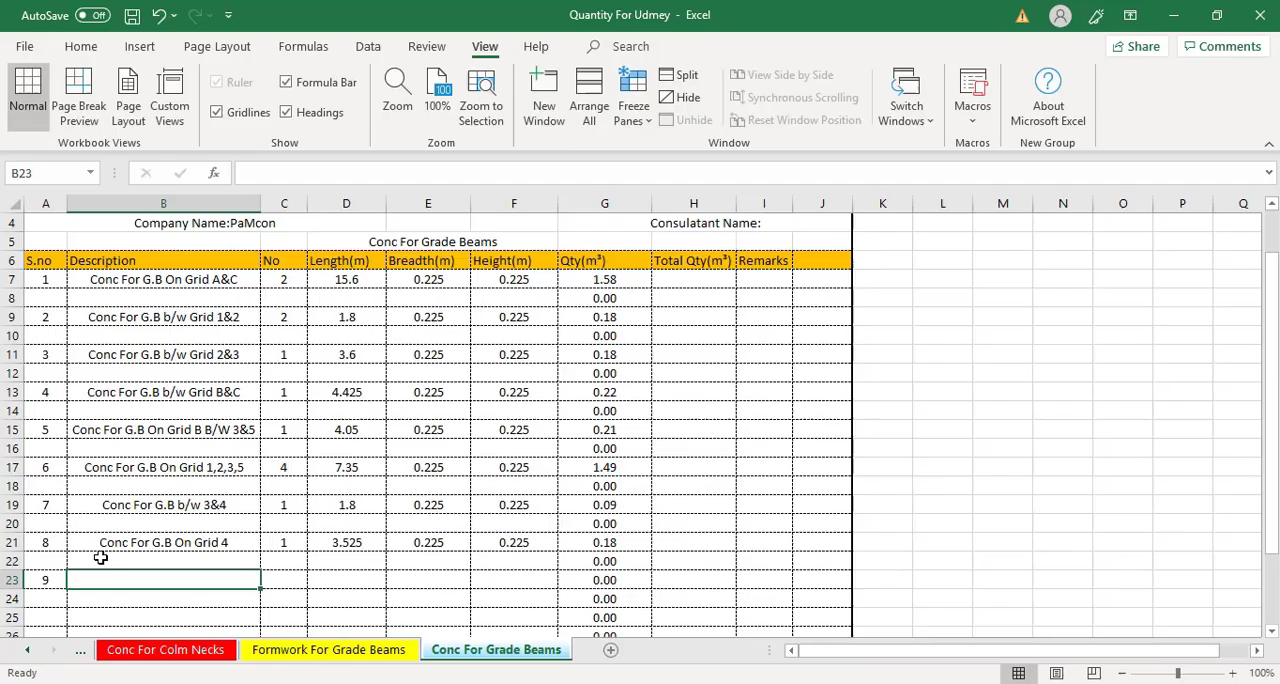 AutoSave Off Quantity For Udmey - Excel
File Home Insert Page Layout Formulas Data Review View Help Search Share Comments
Normal Page Break Preview Page Layout Custom Views
Workbook Views
Ruler Formula Bar
Gridlines Headings
Show
Zoom 100% Zoom to Selection
Zoom
New Window Arrange All Freeze Panes
Split
Hide
Unhide
View Side by Side
Synchronous Scrolling
Reset Window Position
Switch Windows
Window
Macros
Macros
About Microsoft Excel
New Group
B23 fx
A B C D E F G H I J K L M N O P Q
4 Company Name:PaMcon Consulatant Name:
5 Conc For Grade Beams
6 S.no Description No Length(m) Breadth(m) Height(m) Qty(m³) Total Qty(m³) Remarks
7 1 Conc For G.B On Grid A&C 2 15.6 0.225 0.225 1.58
8 0.00
9 2 Conc For G.B b/w Grid 1&2 2 1.8 0.225 0.225 0.18
10 0.00
11 3 Conc For G.B b/w Grid 2&3 1 3.6 0.225 0.225 0.18
12 0.00
13 4 Conc For G.B b/w Grid B&C 1 4.425 0.225 0.225 0.22
14 0.00
15 5 Conc For G.B On Grid B B/W 3&5 1 4.05 0.225 0.225 0.21
16 0.00
17 6 Conc For G.B On Grid 1,2,3,5 4 7.35 0.225 0.225 1.49
18 0.00
19 7 Conc For G.B b/w 3&4 1 1.8 0.225 0.225 0.09
20 0.00
21 8 Conc For G.B On Grid 4 1 3.525 0.225 0.225 0.18
22 0.00
23 9 0.00
24 0.00
25 0.00
26 0.00
... Conc For Colm Necks Formwork For Grade Beams Conc For Grade Beams
Ready 100%